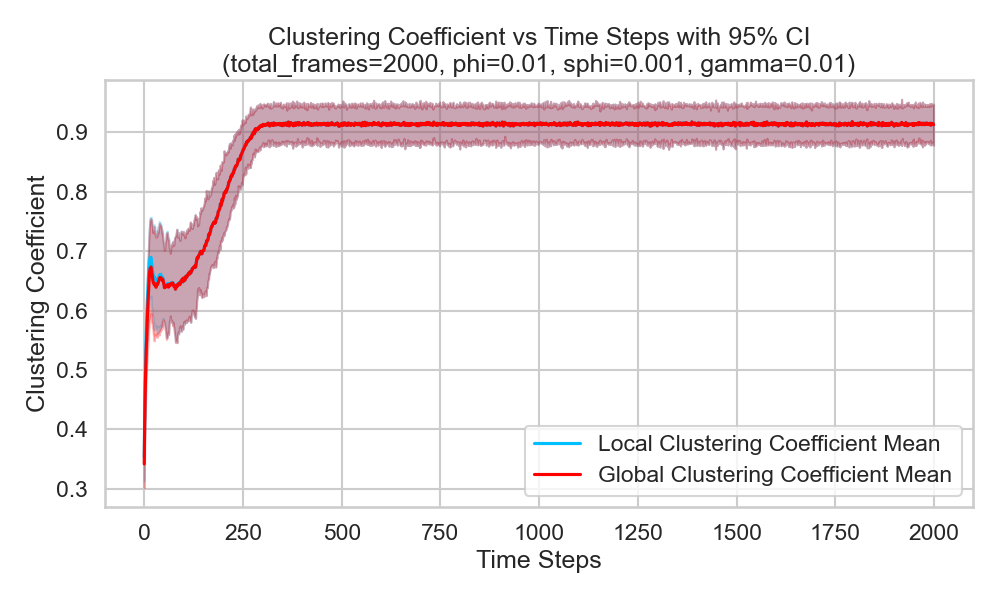 Clustering Coefficient vs Time Steps with 95% CI
(total_frames=2000, phi=0.01, sphi=0.001, gamma=0.01)
Clustering Coefficient
0.9
0.8
0.7
0.6
0.5
0.4
0.3
Local Clustering Coefficient Mean
Global Clustering Coefficient Mean
0 250 500 750 1000 1250 1500 1750 2000
Time Steps